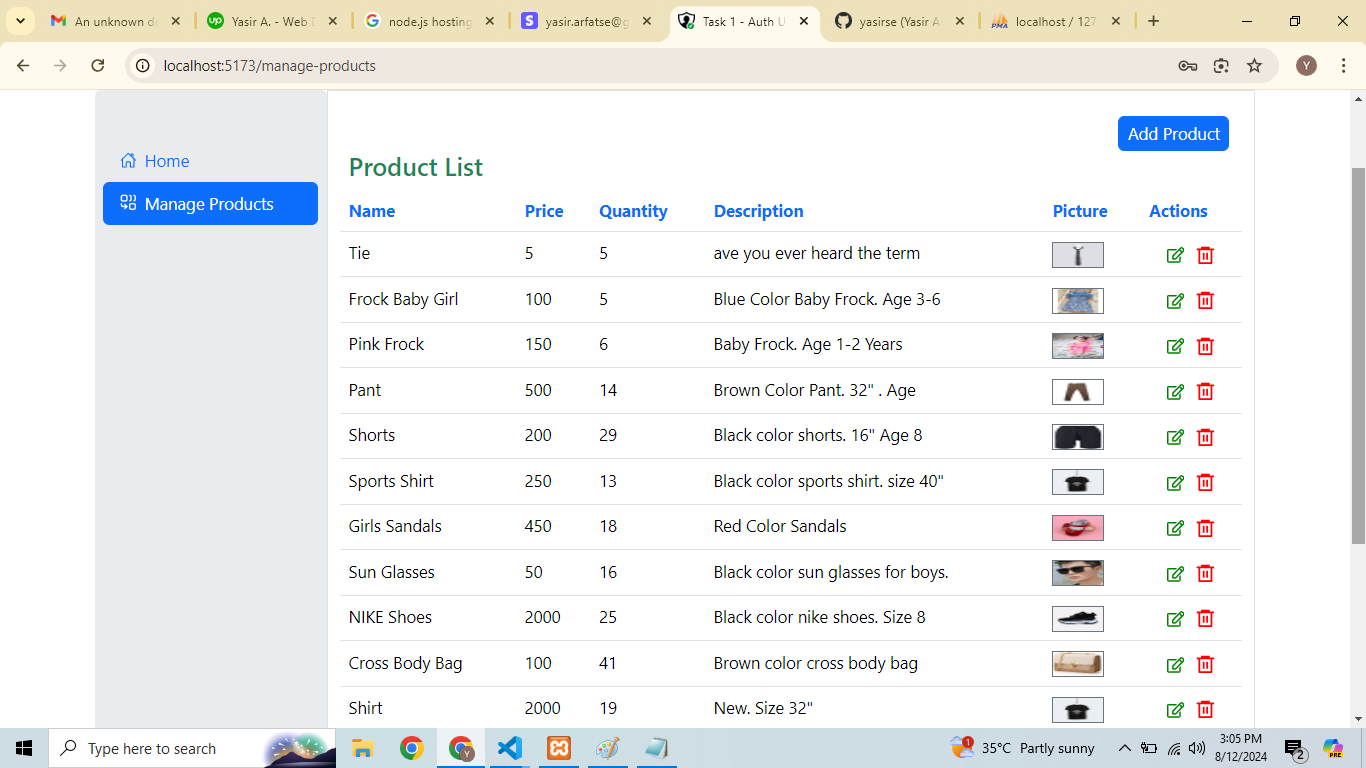 An unknown de
Yasir A. - Web D
node.js hosting
yasir.arfatse@g
Task 1 - Auth U
yasirse (Yasir A
localhost / 127
localhost:5173/manage-products
Y
Add Product
Home
Manage Products
Product List
Name Price Quantity Description Picture Actions
Tie 5 5 ave you ever heard the term
Frock Baby Girl 100 5 Blue Color Baby Frock. Age 3-6
Pink Frock 150 6 Baby Frock. Age 1-2 Years
Pant 500 14 Brown Color Pant. 32" . Age
Shorts 200 29 Black color shorts. 16" Age 8
Sports Shirt 250 13 Black color sports shirt. size 40"
Girls Sandals 450 18 Red Color Sandals
Sun Glasses 50 16 Black color sun glasses for boys.
NIKE Shoes 2000 25 Black color nike shoes. Size 8
Cross Body Bag 100 41 Brown color cross body bag
Shirt 2000 19 New. Size 32"
Type here to search
1
35°C Partly sunny
3:05 PM
8/12/2024
2
PRE